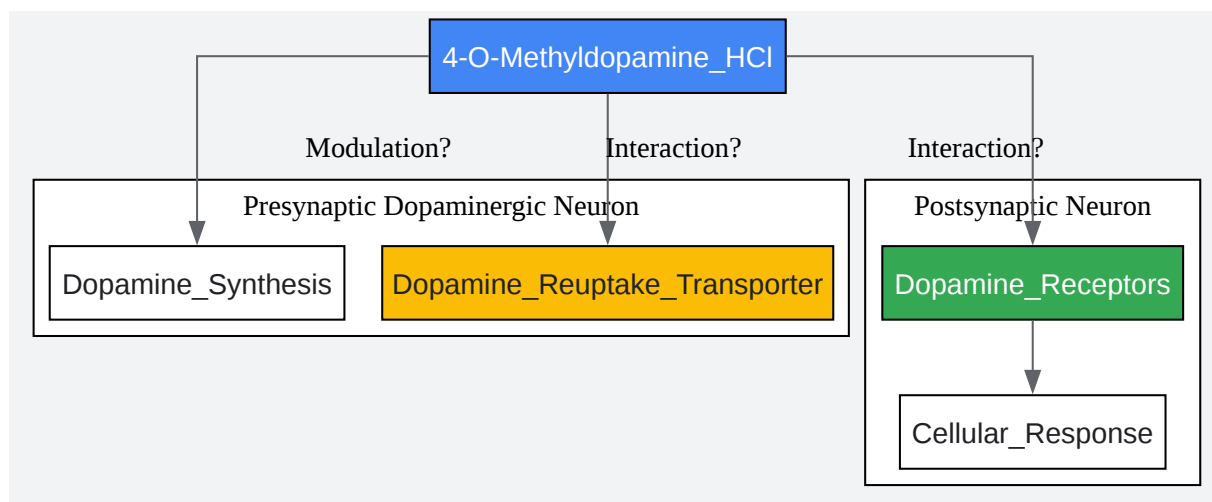 4-O-Methyldopamine_HCl
Modulation?
Interaction?
Interaction?
Presynaptic Dopaminergic Neuron
Postsynaptic Neuron
Dopamine_Synthesis
Dopamine_Reuptake_Transporter
Dopamine_Receptors
Cellular_Response